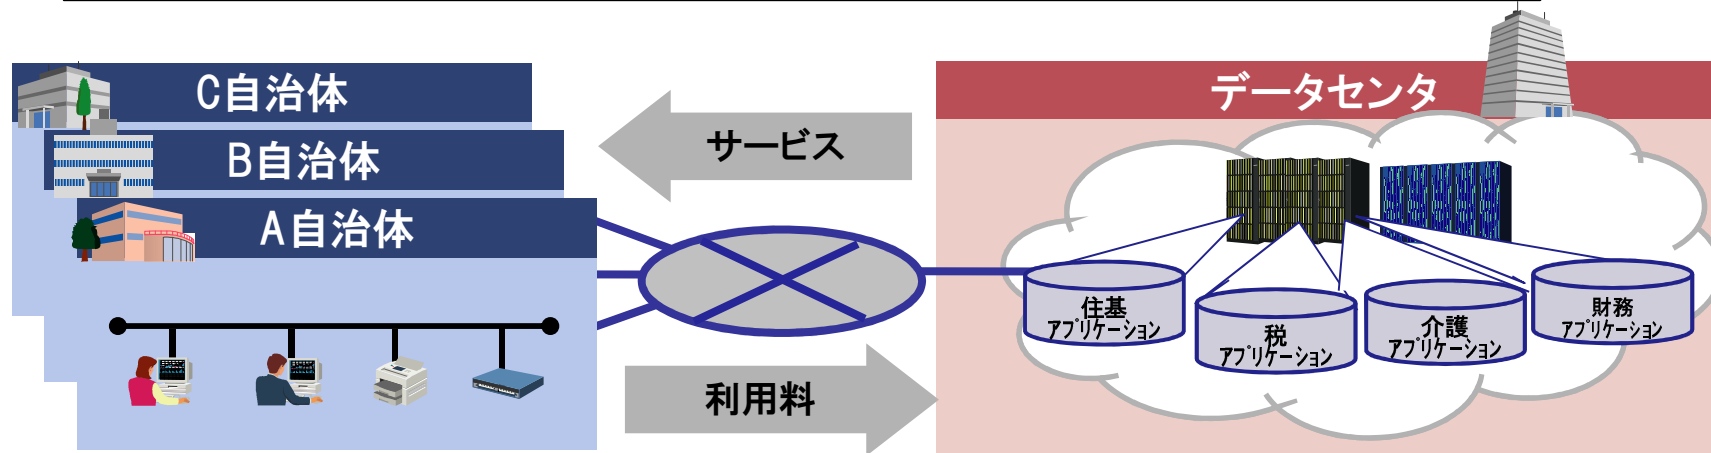 C自治体
B自治体
A自治体
サービス
利用料
データセンタ
住基
アプリケーション
税
アプリケーション
介護
アプリケーション
財務
アプリケーション